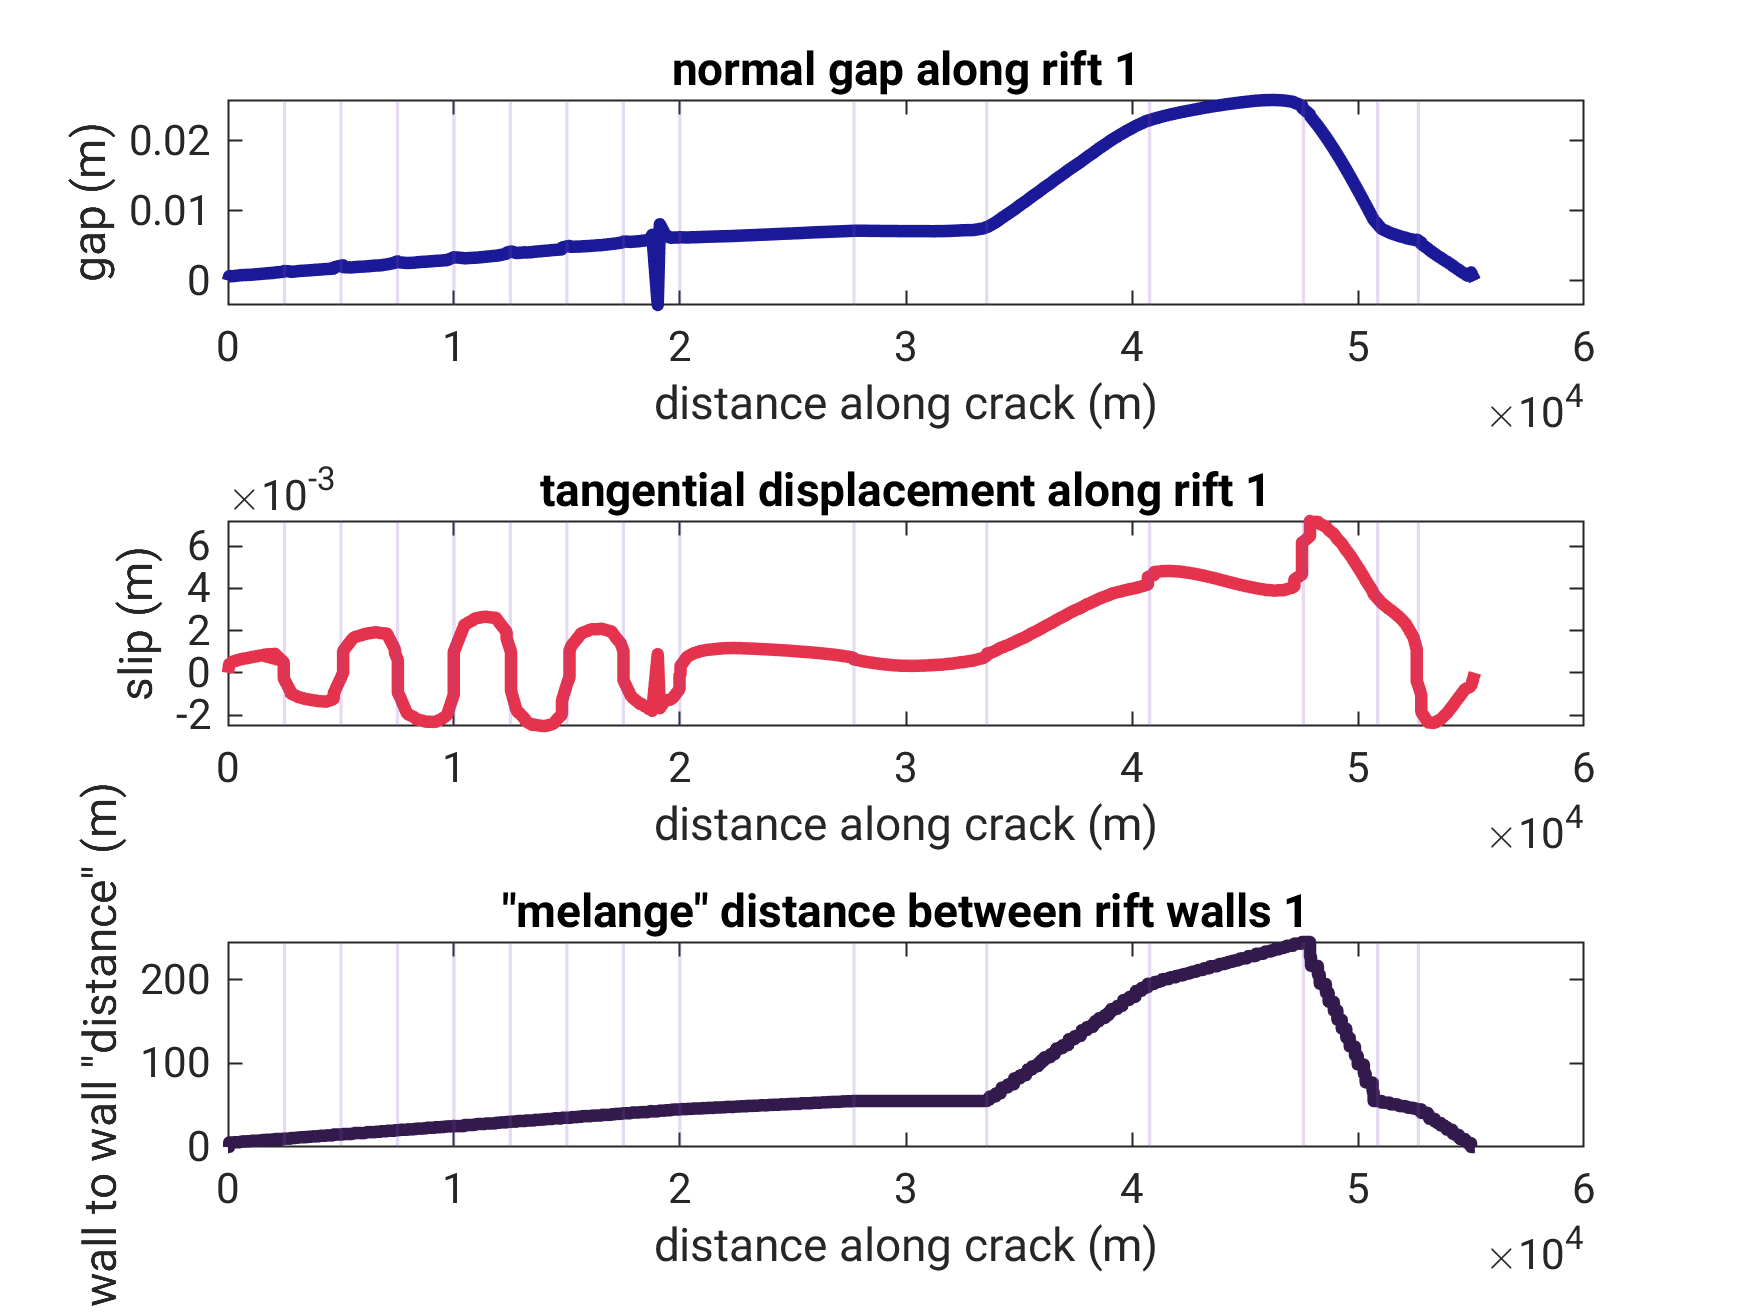 normal gap along rift 1
gap (m)
0.02
0.01
0
0 1 2 3 4 5 6
distance along crack (m)
×10^4
×10^-3
tangential displacement along rift 1
slip (m)
6
4
2
0
-2
0 1 2 3 4 5 6
distance along crack (m)
×10^4
"melange" distance between rift walls 1
wall to wall "distance" (m)
200
100
0
0 1 2 3 4 5 6
distance along crack (m)
×10^4